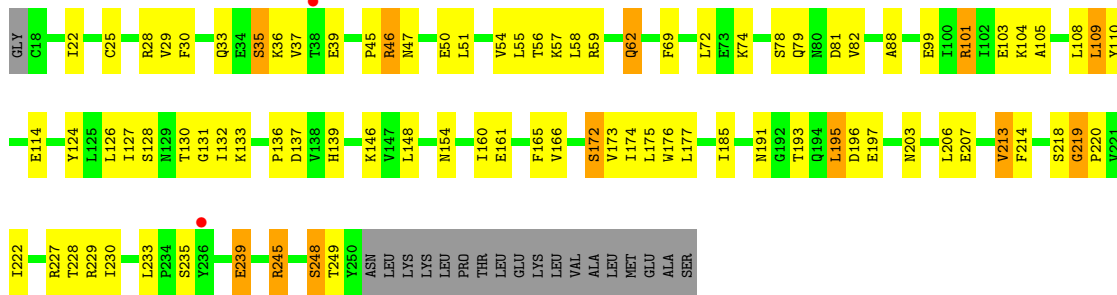 GLY C18 I22 C25 R28 V29 F30 Q33 E34 S35 K36 V37 T38 E39 P45 R46 N47 E50 L51 V54 L55 T56 K57 L58 R59 Q62 F69 L72 E73 K74 S78 Q79 N80 D81 V82 A88 E99 I100 R101 I102 E103 K104 A105 L108 L109 Y110
E114 Y124 L125 L126 I127 S128 N129 T130 G131 I132 K133 P136 D137 V138 H139 K146 V147 L148 N154 I160 E161 F165 V166 S172 V173 I174 L175 W176 L177 I185 N191 G192 T193 Q194 L195 D196 E197 N203 L206 E207 V213 F214 S218 G219 P220 V221
I222 R227 T228 R229 I230 L233 P234 S235 Y236 E239 R245 S248 T249 Y250 ASN LEU LYS LYS LEU PRO THR LEU GLU LYS LEU VAL ALA LEU MET GLU ALA SER